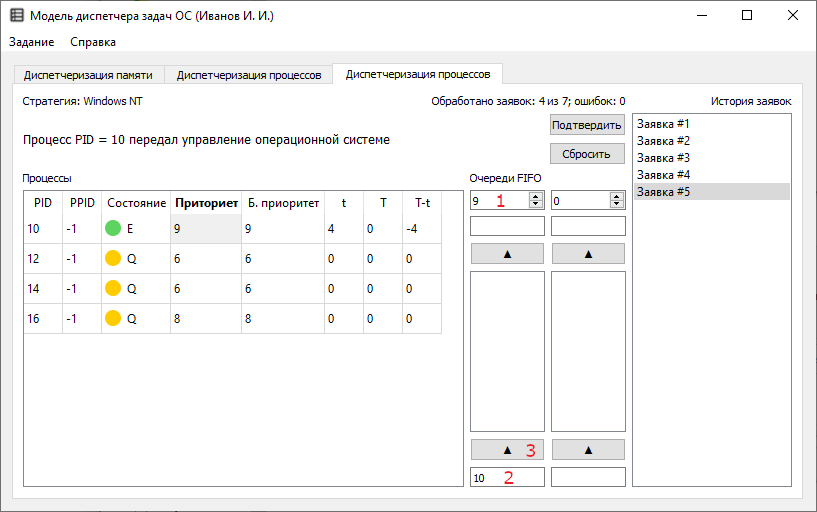 Модель диспетчера задач ОС (Иванов И. И.)
Задание Справка
Диспетчеризация памяти Диспетчеризация процессов Диспетчеризация процессов
Стратегия: Windows NT Обработано заявок: 4 из 7; ошибок: 0 История заявок
Процесс PID = 10 передал управление операционной системе
Подтвердить
Сбросить
Заявка #1
Заявка #2
Заявка #3
Заявка #4
Заявка #5
Процессы Очереди FIFO
PID PPID Состояние Приториет Б. приоритет t T T-t
10 -1 E 9 9 4 0 -4
12 -1 Q 6 6 0 0 0
14 -1 Q 6 6 0 0 0
16 -1 Q 8 8 0 0 0
9 1 0
▲ ▲
▲ 3 ▲
10 2